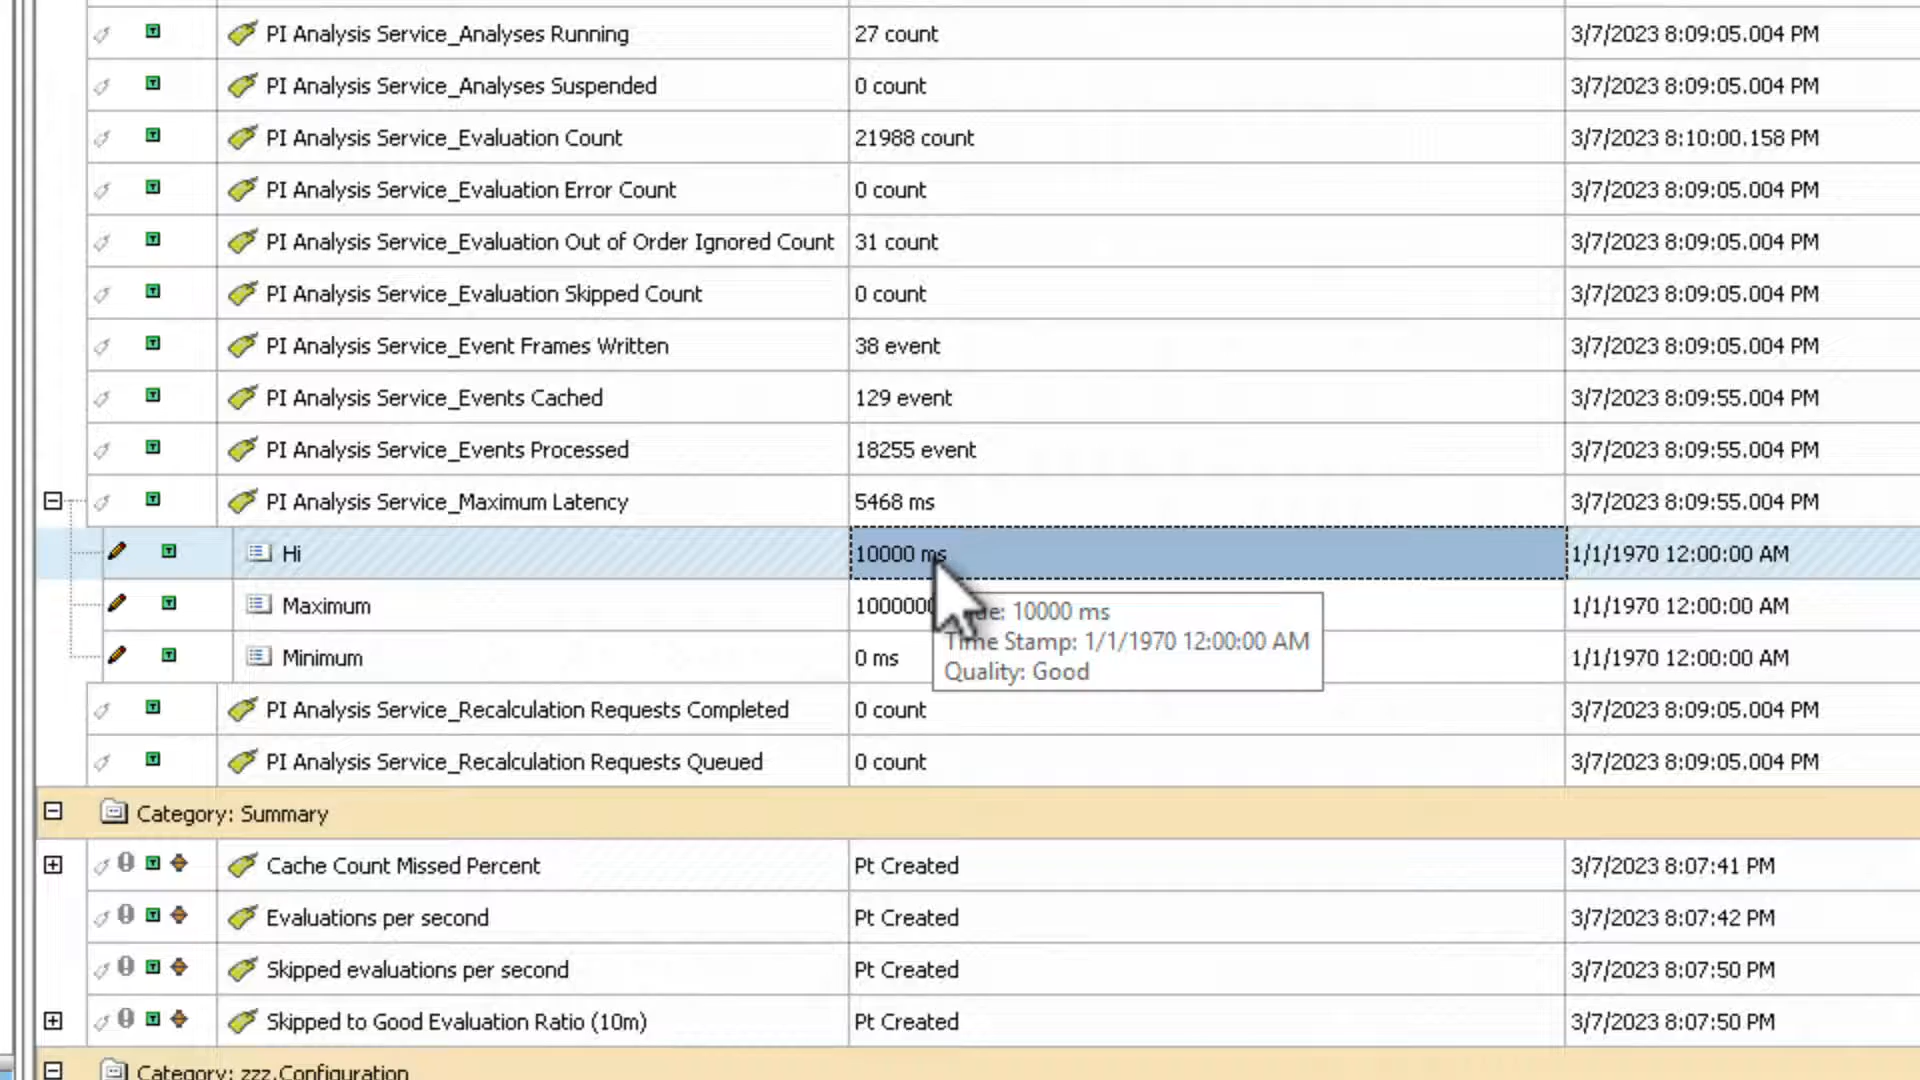 PI Analysis Service_Analyses Running 27 count 3/7/2023 8:09:05.004 PM
PI Analysis Service_Analyses Suspended 0 count 3/7/2023 8:09:05.004 PM
PI Analysis Service_Evaluation Count 21988 count 3/7/2023 8:10:00.158 PM
PI Analysis Service_Evaluation Error Count 0 count 3/7/2023 8:09:05.004 PM
PI Analysis Service_Evaluation Out of Order Ignored Count 31 count 3/7/2023 8:09:05.004 PM
PI Analysis Service_Evaluation Skipped Count 0 count 3/7/2023 8:09:05.004 PM
PI Analysis Service_Event Frames Written 38 event 3/7/2023 8:09:05.004 PM
PI Analysis Service_Events Cached 129 event 3/7/2023 8:09:55.004 PM
PI Analysis Service_Events Processed 18255 event 3/7/2023 8:09:55.004 PM
PI Analysis Service_Maximum Latency 5468 ms 3/7/2023 8:09:55.004 PM
Hi 10000 ms 1/1/1970 12:00:00 AM
Maximum 1/1/1970 12:00:00 AM
10000 ms
Time Stamp: 1/1/1970 12:00:00 AM
Quality: Good
Minimum 0 ms 1/1/1970 12:00:00 AM
PI Analysis Service_Recalculation Requests Completed 0 count 3/7/2023 8:09:05.004 PM
PI Analysis Service_Recalculation Requests Queued 0 count 3/7/2023 8:09:05.004 PM
Category: Summary
Cache Count Missed Percent Pt Created 3/7/2023 8:07:41 PM
Evaluations per second Pt Created 3/7/2023 8:07:42 PM
Skipped evaluations per second Pt Created 3/7/2023 8:07:50 PM
Skipped to Good Evaluation Ratio (10m) Pt Created 3/7/2023 8:07:50 PM
Category: zzz.Configuration